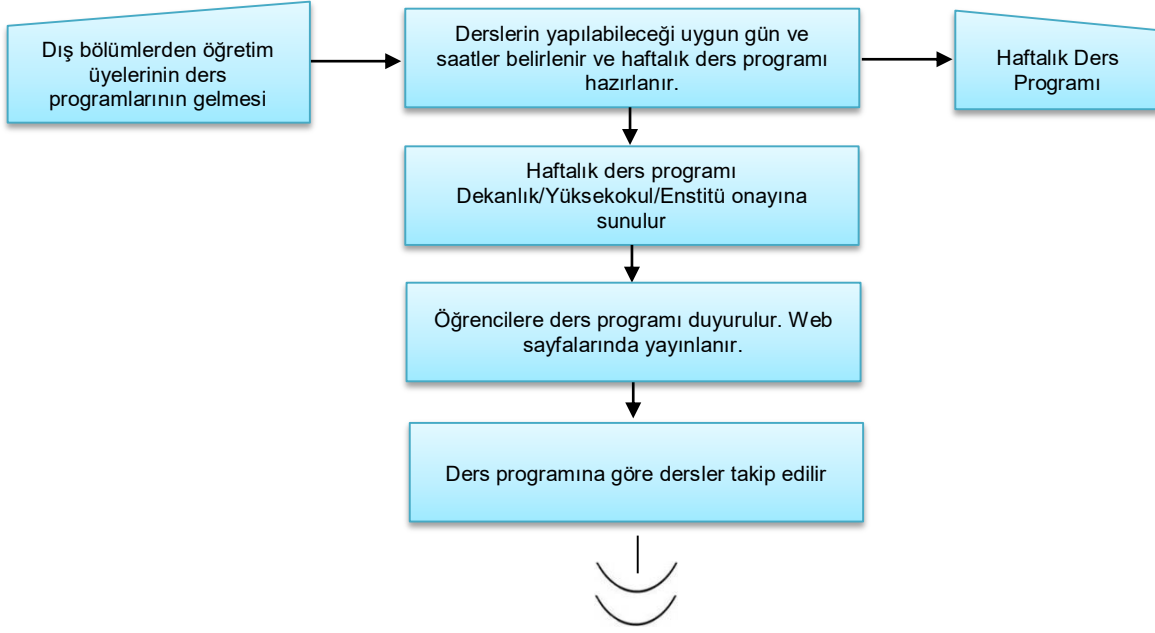 Dış bölümlerden öğretim
üyelerinin ders
programlarının gelmesi
Derslerin yapılabileceği uygun gün ve
saatler belirlenir ve haftalık ders programı
hazırlanır.
Haftalık Ders
Programı
Haftalık ders programı
Dekanlık/Yüksekokul/Enstitü onayına
sunulur
Öğrencilere ders programı duyurulur. Web
sayfalarında yayınlanır.
Ders programına göre dersler takip edilir